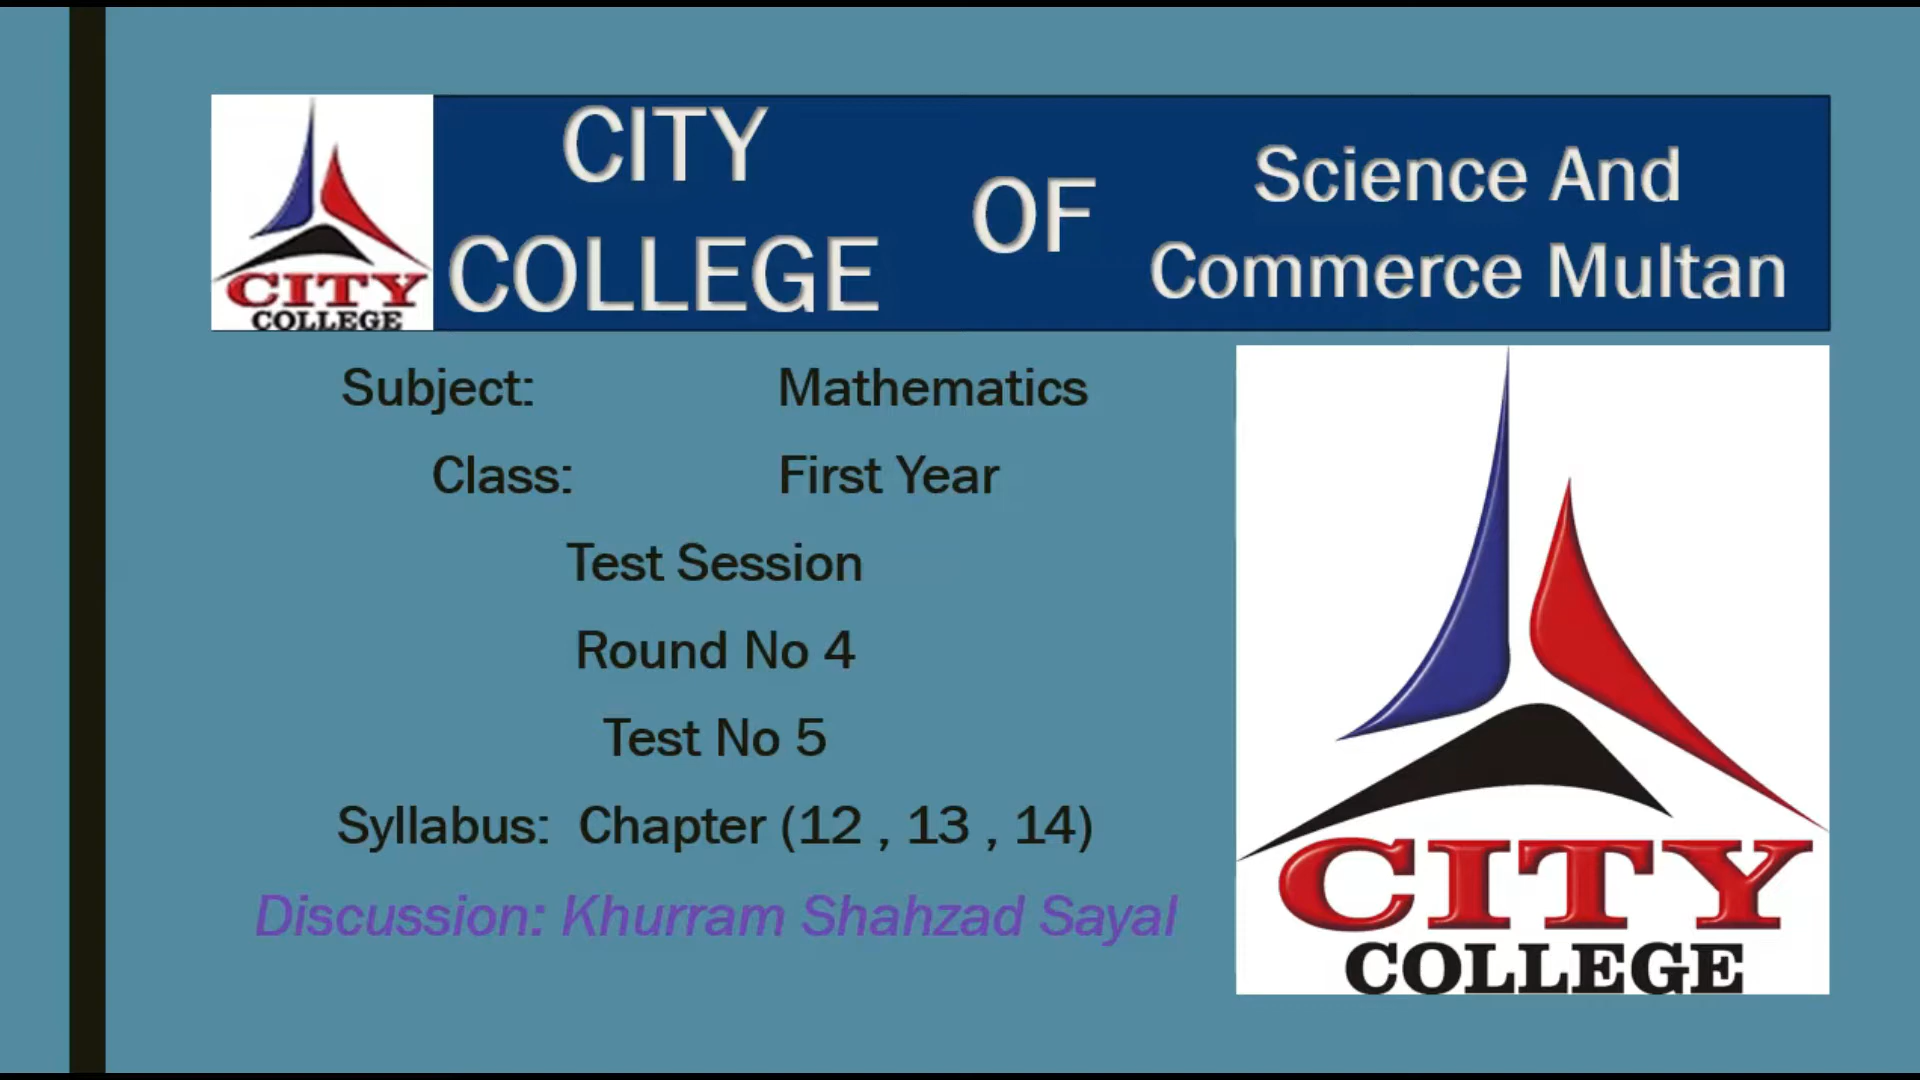 CITY
COLLEGE
CITY
COLLEGE
OF
Science And
Commerce Multan
Subject: Mathematics
Class: First Year
Test Session
Round No 4
Test No 5
Syllabus: Chapter (12 , 13 , 14)
Discussion: Khurram Shahzad Sayal
CITY
COLLEGE